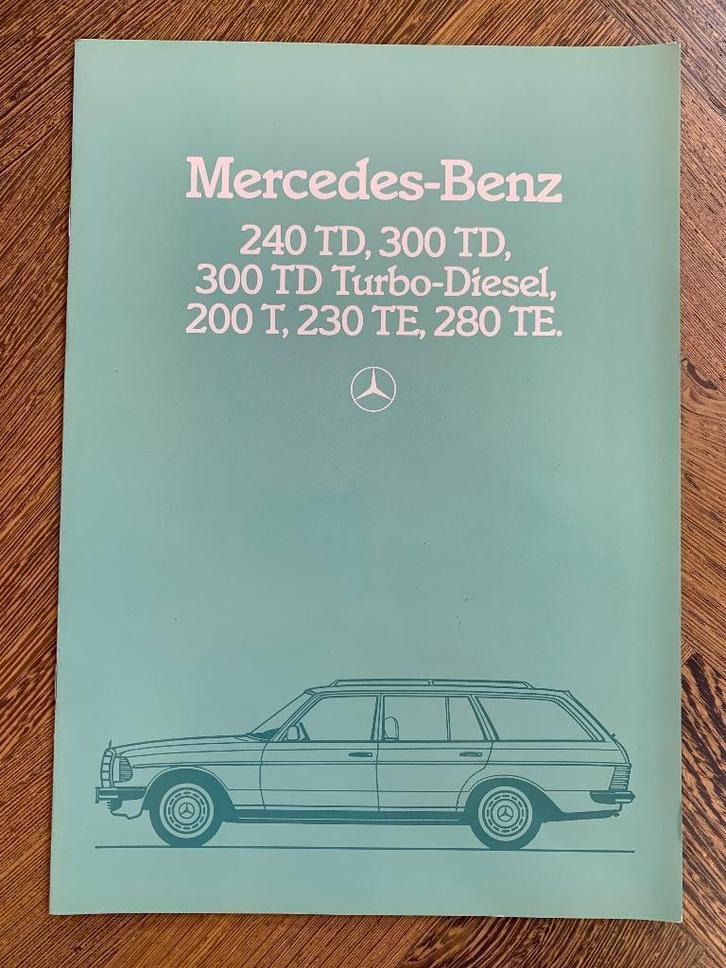 Mercedes-Benz
240 TD, 300 TD,
300 TD Turbo-Diesel,
200 T, 230 TE, 280 TE.